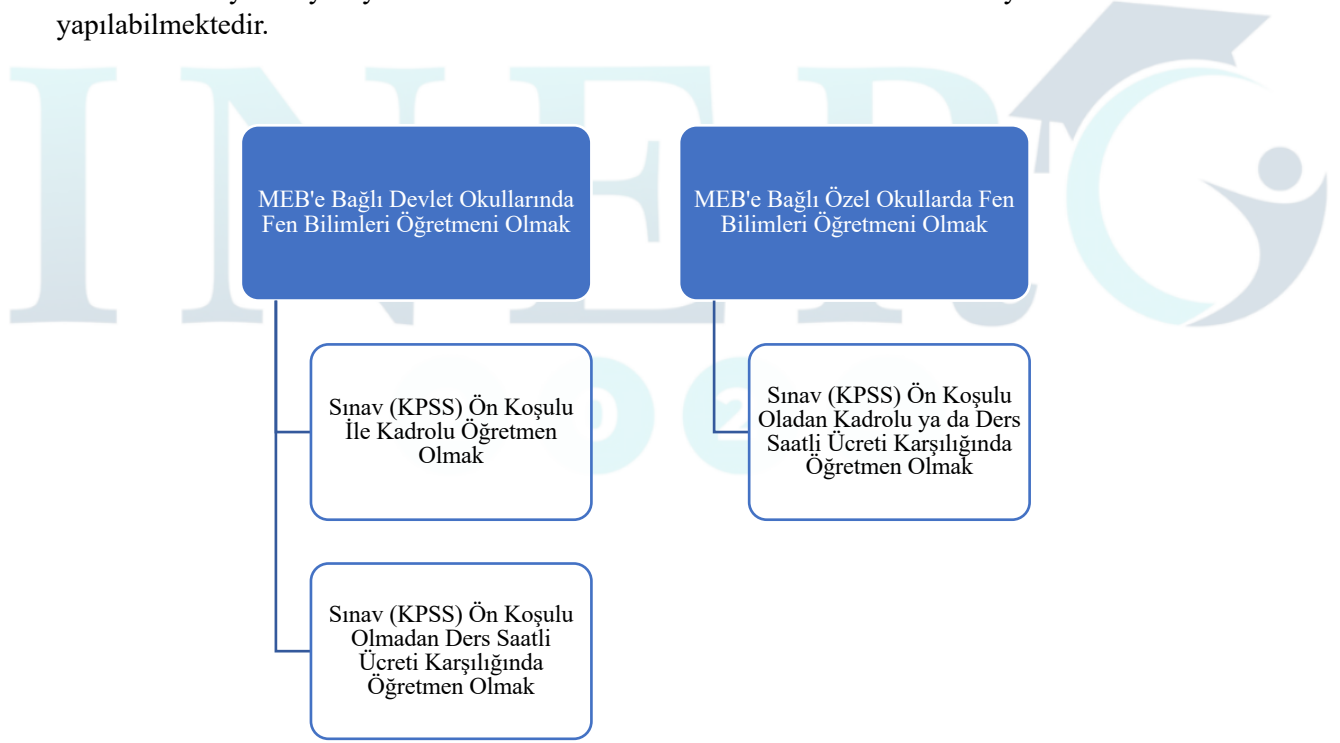 yapılabilmektedir.
INER
MEB'e Bağlı Devlet Okullarında
Fen Bilimleri Öğretmeni Olmak
MEB'e Bağlı Özel Okullarda Fen
Bilimleri Öğretmeni Olmak
Sınav (KPSS) Ön Koşulu
İle Kadrolu Öğretmen
Olmak
Sınav (KPSS) Ön Koşulu
Oladan Kadrolu ya da Ders
Saatli Ücreti Karşılığında
Öğretmen Olmak
Sınav (KPSS) Ön Koşulu
Olmadan Ders Saatli
Ücreti Karşılığında
Öğretmen Olmak